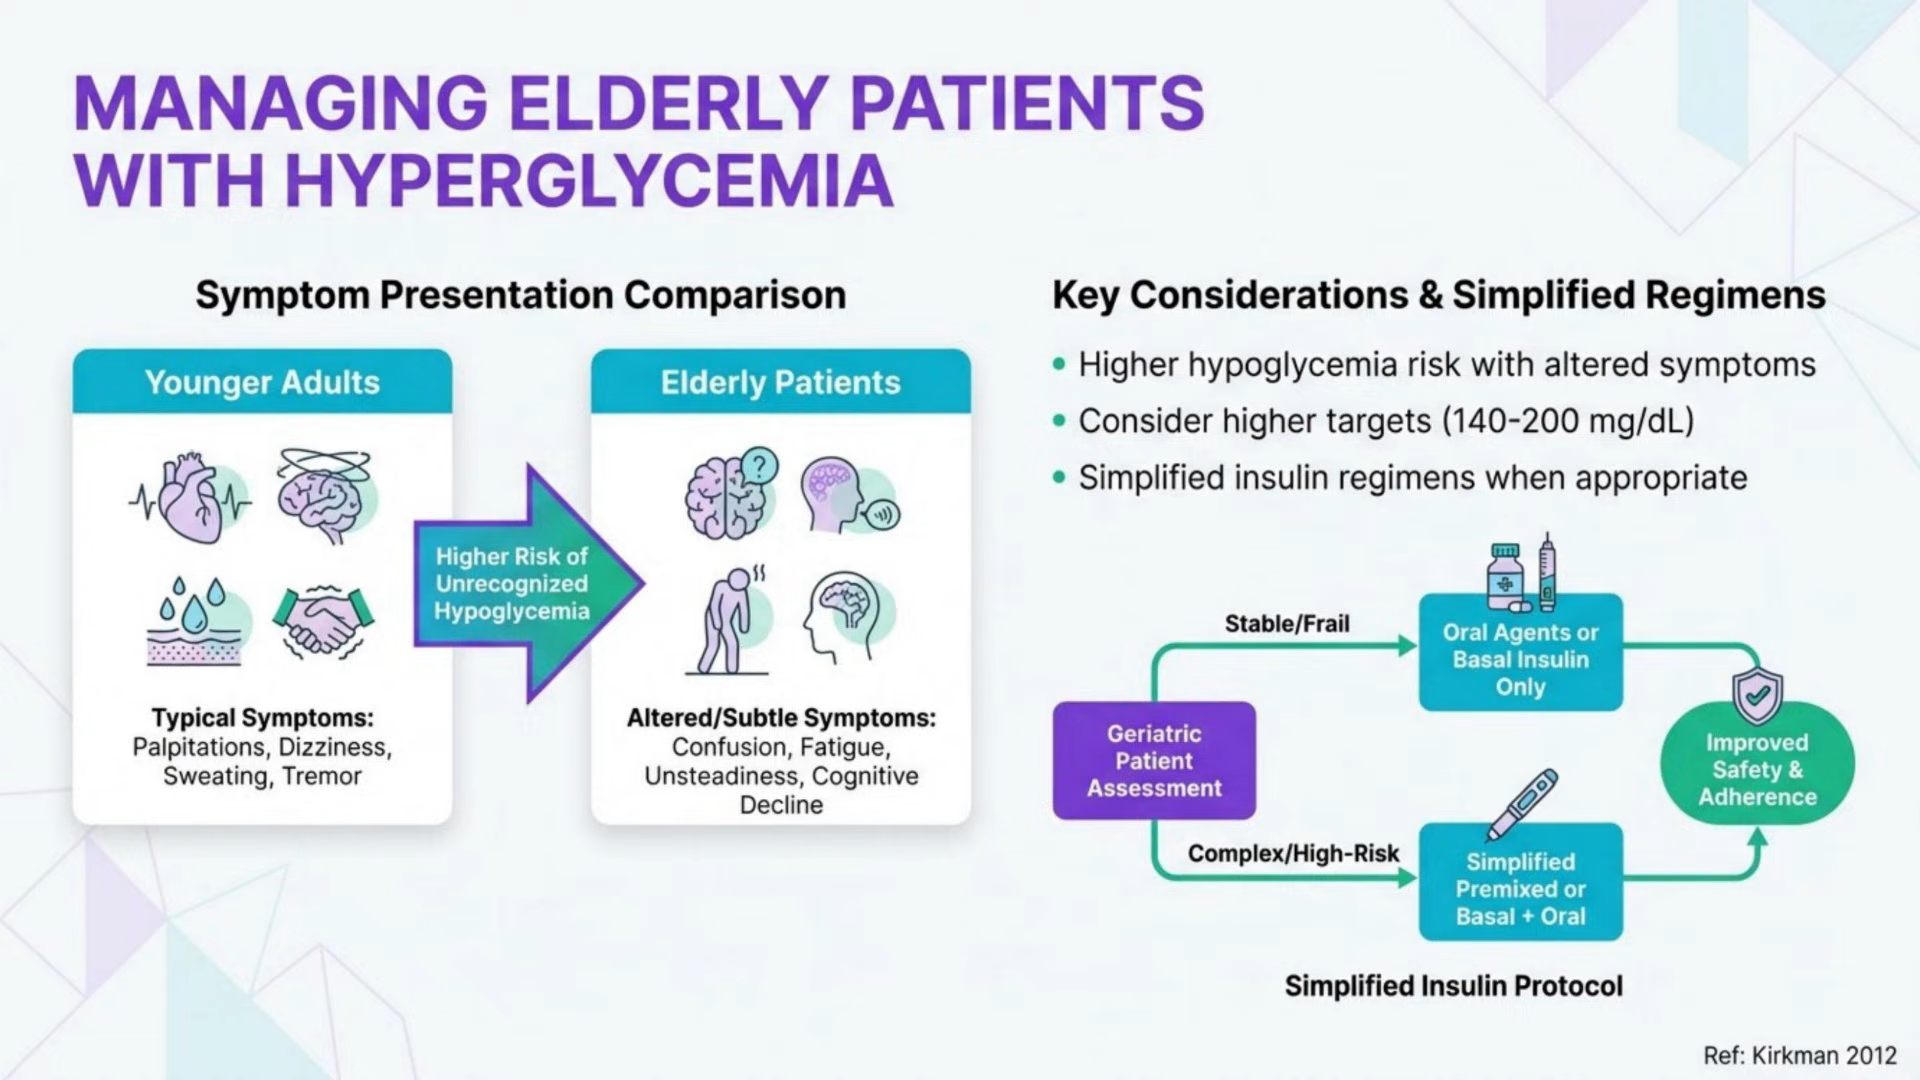 MANAGING ELDERLY PATIENTS
WITH HYPERGLYCEMIA
Symptom Presentation Comparison
Younger Adults
Typical Symptoms:
Palpitations, Dizziness,
Sweating, Tremor
Higher Risk of
Unrecognized
Hypoglycemia
Elderly Patients
?
Altered/Subtle Symptoms:
Confusion, Fatigue,
Unsteadiness, Cognitive
Decline
Key Considerations & Simplified Regimens
• Higher hypoglycemia risk with altered symptoms
• Consider higher targets (140-200 mg/dL)
• Simplified insulin regimens when appropriate
Geriatric
Patient
Assessment
Stable/Frail
Oral Agents or
Basal Insulin
Only
Complex/High-Risk
Simplified
Premixed or
Basal + Oral
Improved
Safety &
Adherence
Simplified Insulin Protocol
Ref: Kirkman 2012